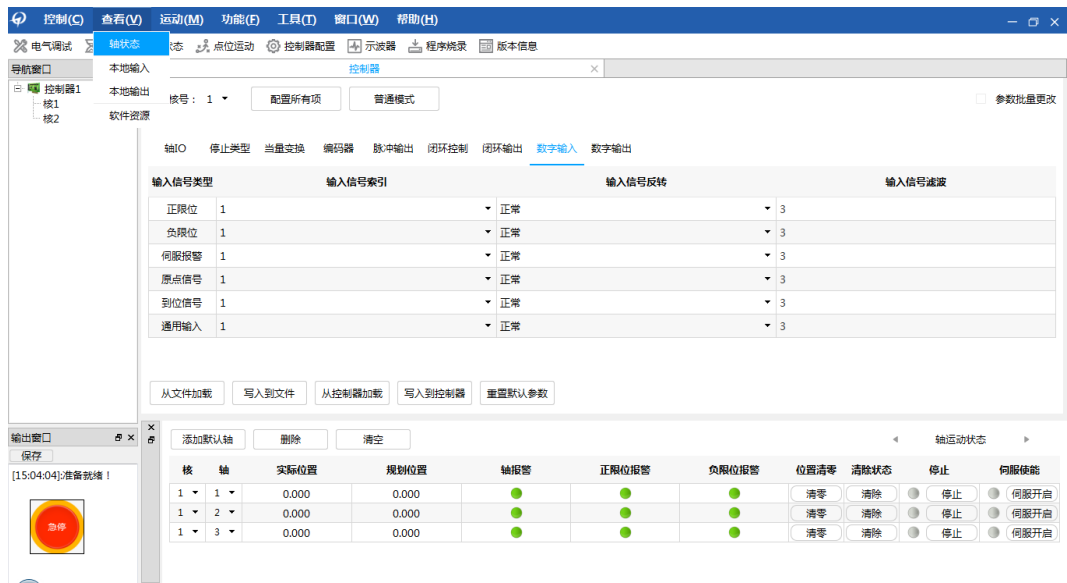 控制(C) 查看(V) 运动(M) 功能(F) 工具(T) 窗口(W) 帮助(H)
电气调试 状态 点位运动 控制器配置 示波器 程序烧录 版本信息
轴状态
本地输入
本地输出
软件资源
导航窗口 控制器
控制器1
核1
核2
核号： 1 配置所有项 普通模式 参数批量更改
轴IO 停止类型 当量变换 编码器 脉冲输出 闭环控制 闭环输出 数字输入 数字输出
输入信号类型 输入信号索引 输入信号反转 输入信号滤波
正限位 1 正常 3
负限位 1 正常 3
伺服报警 1 正常 3
原点信号 1 正常 3
到位信号 1 正常 3
通用输入 1 正常 3
从文件加载 写入到文件 从控制器加载 写入到控制器 重置默认参数
输出窗口
保存
[15:04:04]:准备就绪！
急停
添加默认轴 删除 清空 轴运动状态
核 轴 实际位置 规划位置 轴报警 正限位报警 负限位报警 位置清零 清除状态 停止 伺服使能
1 1 0.000 0.000 清零 清除 停止 伺服开启
1 2 0.000 0.000 清零 清除 停止 伺服开启
1 3 0.000 0.000 清零 清除 停止 伺服开启